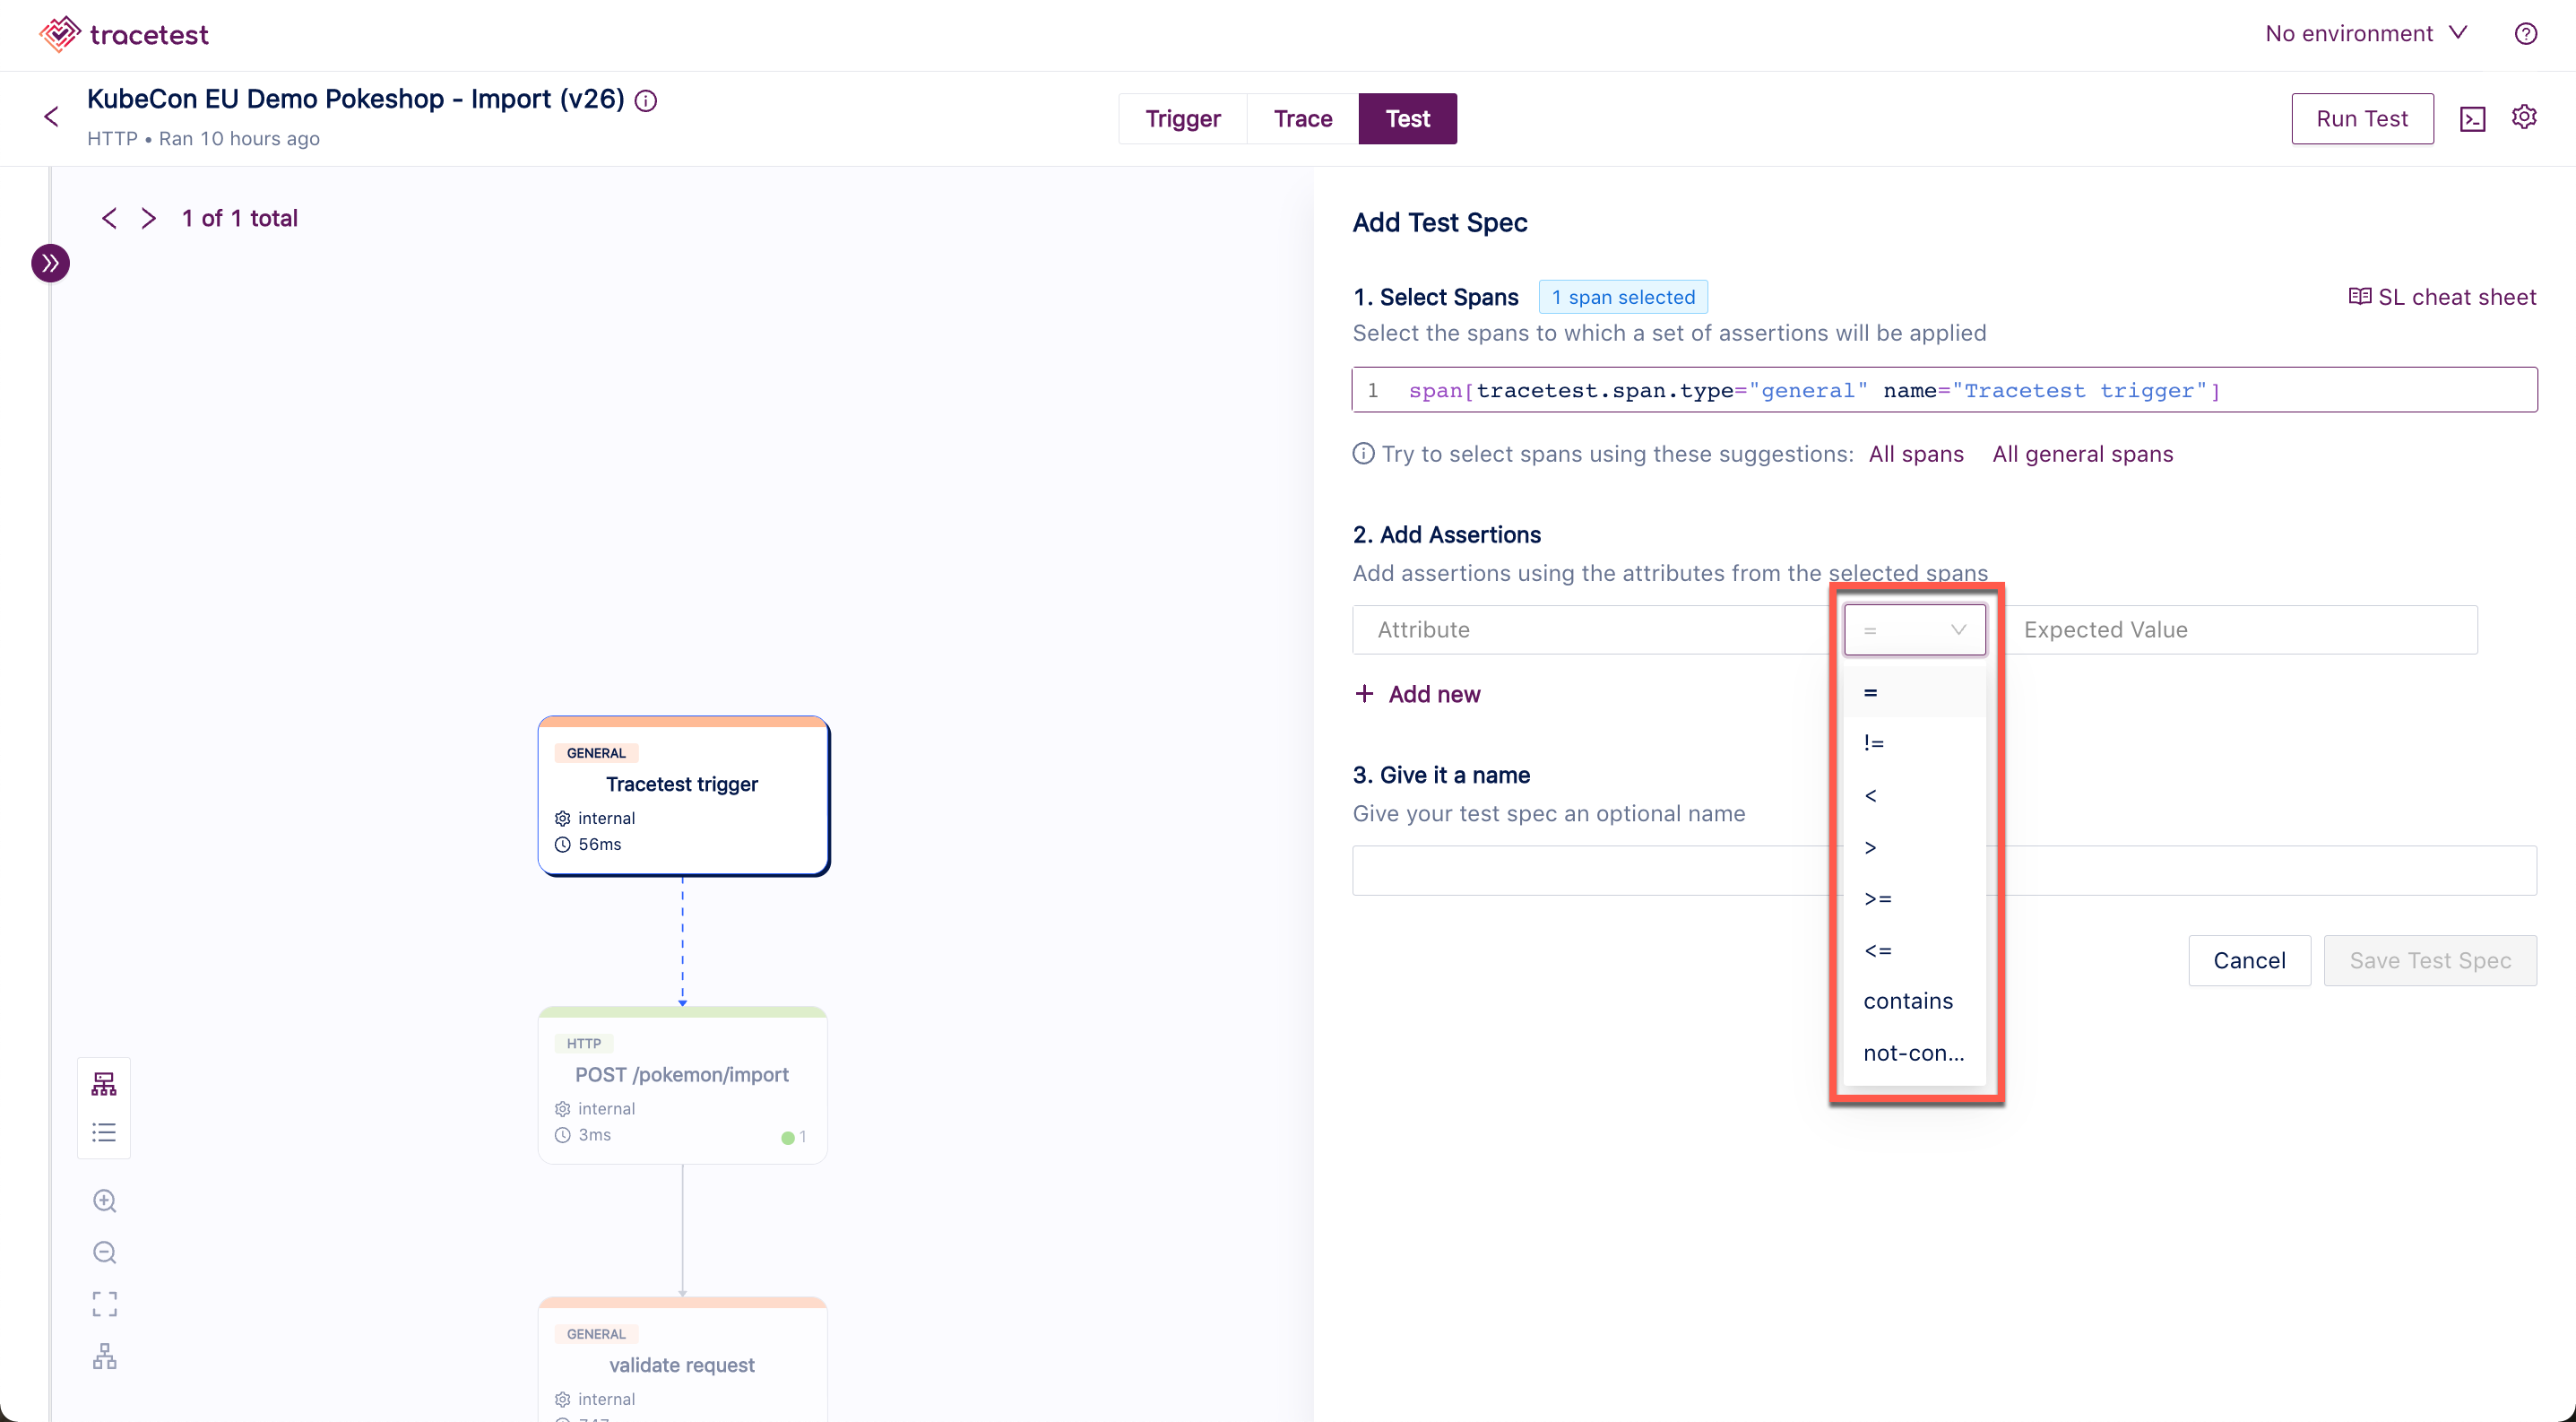 tracetest
No environment
KubeCon EU Demo Pokeshop - Import (v26)
HTTP • Ran 10 hours ago
Trigger
Trace
Test
Run Test
1 of 1 total
Add Test Spec
1. Select Spans
1 span selected
SL cheat sheet
Select the spans to which a set of assertions will be applied
1 span[tracetest.span.type="general" name="Tracetest trigger"]
Try to select spans using these suggestions: All spans All general spans
2. Add Assertions
Add assertions using the attributes from the selected spans
Attribute
=
Expected Value
=
!=
<
>
>=
<=
contains
not-con...
+ Add new
3. Give it a name
Give your test spec an optional name
Cancel
Save Test Spec
GENERAL
Tracetest trigger
internal
56ms
HTTP
POST /pokemon/import
internal
3ms
1
GENERAL
validate request
internal